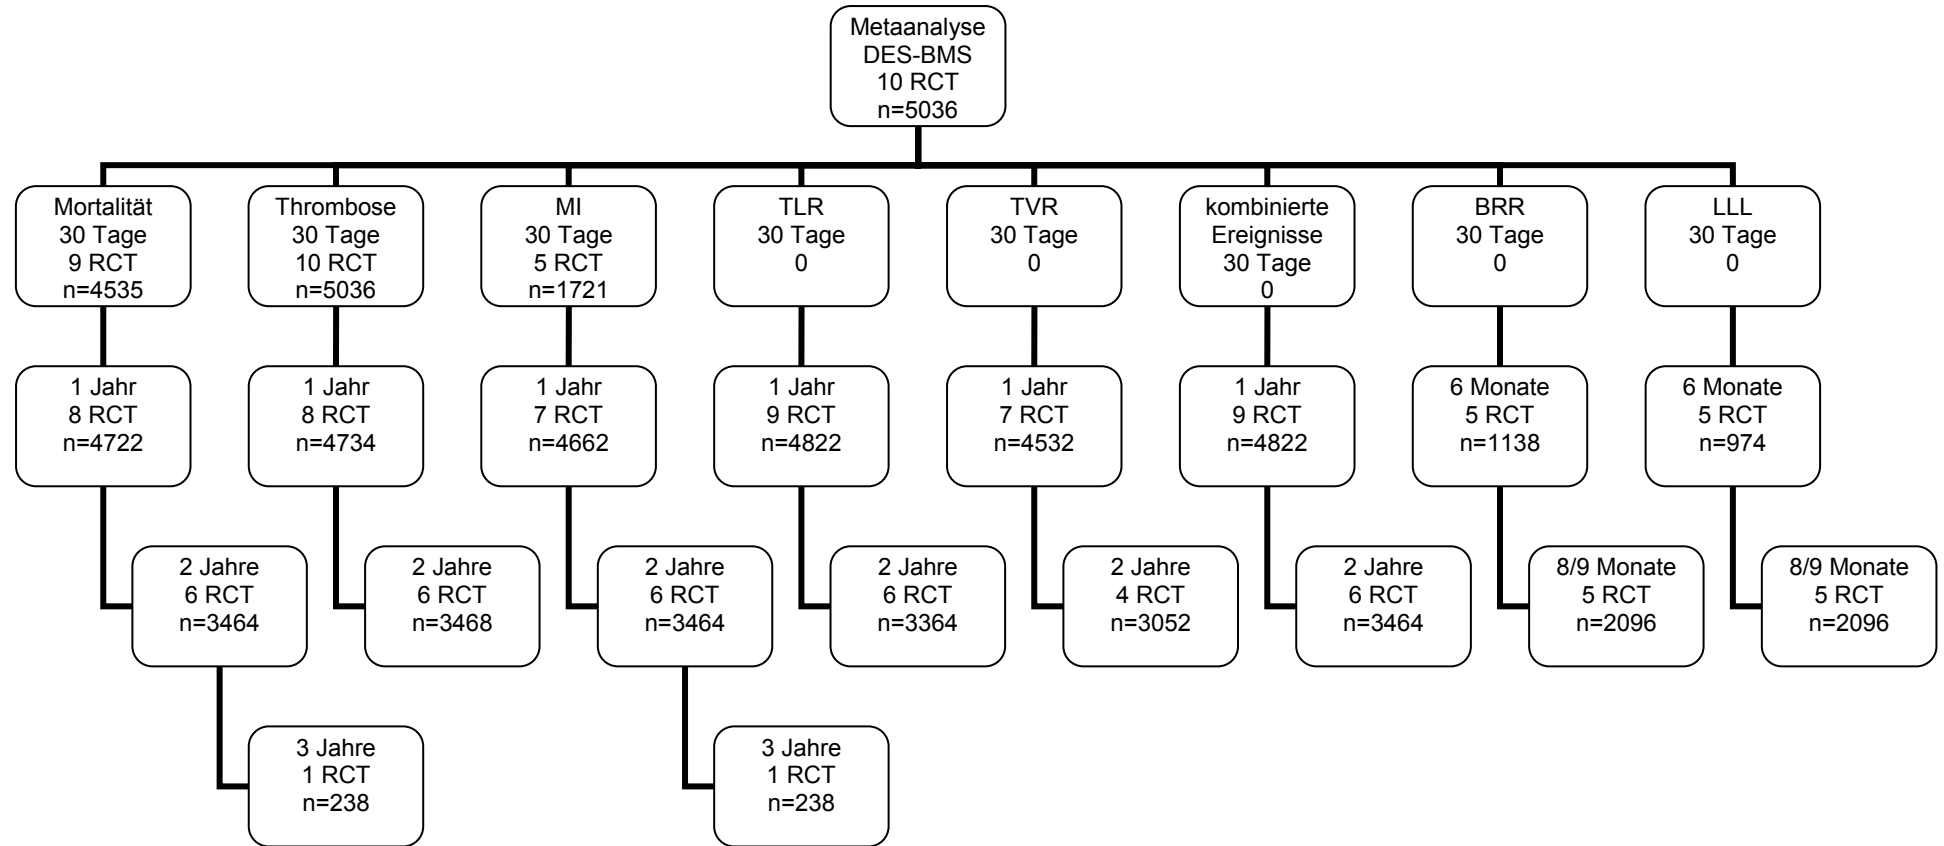 Metaanalyse
DES-BMS
10 RCT
n=5036
Mortalität
30 Tage
9 RCT
n=4535
Thrombose
30 Tage
10 RCT
n=5036
MI
30 Tage
5 RCT
n=1721
TLR
30 Tage
0
TVR
30 Tage
0
kombinierte
Ereignisse
30 Tage
0
BRR
30 Tage
0
LLL
30 Tage
0
1 Jahr
8 RCT
n=4722
1 Jahr
8 RCT
n=4734
1 Jahr
7 RCT
n=4662
1 Jahr
9 RCT
n=4822
1 Jahr
7 RCT
n=4532
1 Jahr
9 RCT
n=4822
6 Monate
5 RCT
n=1138
6 Monate
5 RCT
n=974
2 Jahre
6 RCT
n=3464
2 Jahre
6 RCT
n=3468
2 Jahre
6 RCT
n=3464
2 Jahre
6 RCT
n=3364
2 Jahre
4 RCT
n=3052
2 Jahre
6 RCT
n=3464
8/9 Monate
5 RCT
n=2096
8/9 Monate
5 RCT
n=2096
3 Jahre
1 RCT
n=238
3 Jahre
1 RCT
n=238